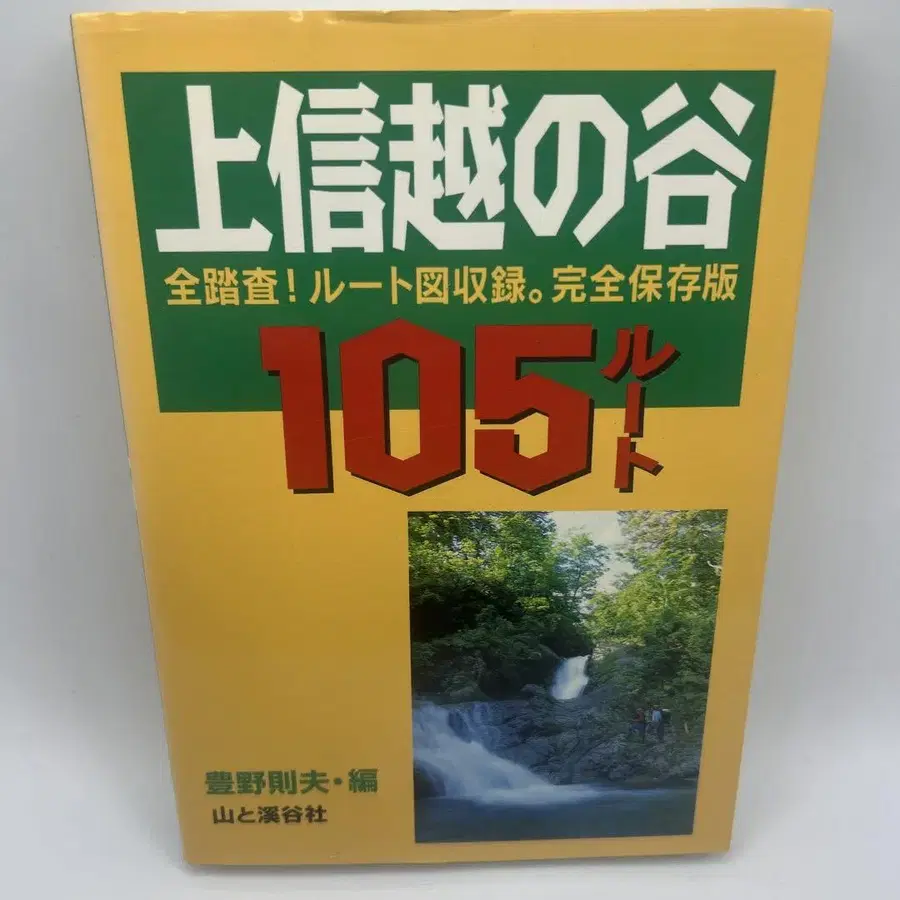 上信越の谷
全踏査！ルート図収録。完全保存版
105ルート
豊野則夫・編
山と溪谷社